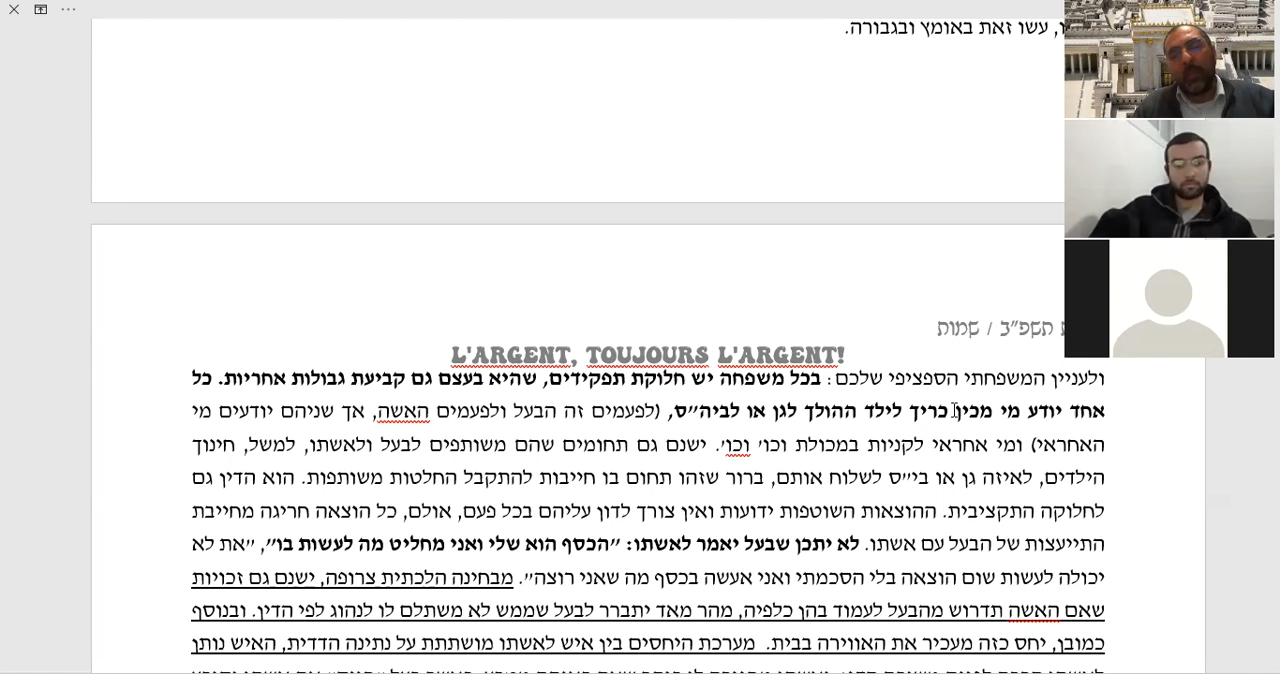 ו, עשו זאת באומץ ובגבורה.
תשפ"ב / שמות
L'ARGENT, TOUJOURS L'ARGENT!
ולעניין המשפחתי הספציפי שלכם: בכל משפחה יש חלוקת תפקידים, שהיא בעצם גם קביעת גבולות אחריות. כל
אחד יודע מי מכין כריך לילד ההולך לגן או לביה"ס, (לפעמים זה הבעל ולפעמים האשה, אך שניהם יודעים מי
האחראי) ומי אחראי לקניות במכולת וכו' וכו'. ישנם גם תחומים שהם משותפים לבעל ולאשתו, למשל, חינוך
הילדים, לאיזה גן או בי"ס לשלוח אותם, ברור שזהו תחום בו חייבות להתקבל החלטות משותפות. הוא הדין גם
לחלוקה התקציבית. ההוצאות השוטפות ידועות ואין צורך לדון עליהם בכל פעם, אולם, כל הוצאה חריגה מחייבת
התייעצות של הבעל עם אשתו. לא יתכן שבעל יאמר לאשתו: "הכסף הוא שלי ואני מחליט מה לעשות בו", "את לא
יכולה לעשות שום הוצאה בלי הסכמתי ואני אעשה בכסף מה שאני רוצה". מבחינה הלכתית צרופה, ישנם גם זכויות
שאם האשה תדרוש מהבעל לעמוד בהן כלפיה, מהר מאד יתברר לבעל שממש לא משתלם לו לנהוג לפי הדין. ובנוסף
כמובן, יחס כזה מעכיר את האווירה בבית. מערכת היחסים בין איש לאשתו מושתתת על נתינה הדדית, האיש נותן